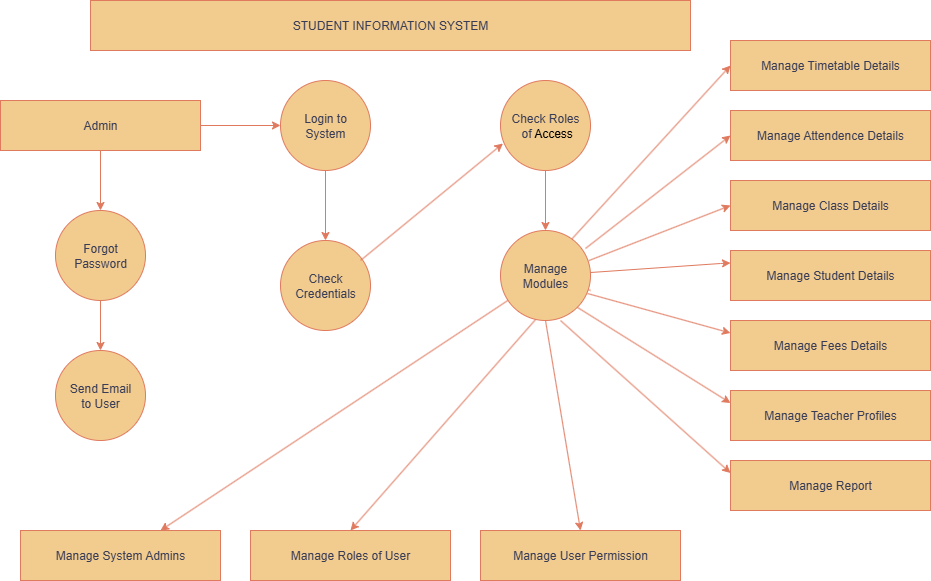 STUDENT INFORMATION SYSTEM
Admin
Login to
System
Check Roles
of Access
Forgot
Password
Check
Credentials
Manage
Modules
Send Email
to User
Manage Timetable Details
Manage Attendence Details
Manage Class Details
Manage Student Details
Manage Fees Details
Manage Teacher Profiles
Manage Report
Manage System Admins
Manage Roles of User
Manage User Permission